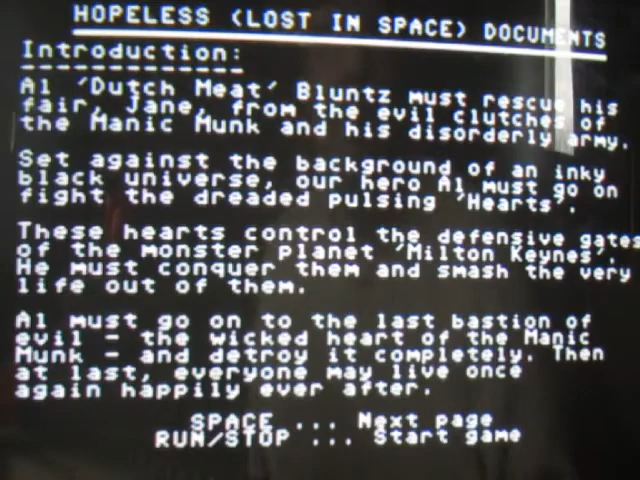 HOPELESS (LOST IN SPACE) DOCUMENTS
Introduction:
Al 'Dutch Meat' Bluntz must rescue his
fair, Jane, from the evil clutches of
the Manic Munk and his disorderly army.
Set against the background of an inky
black universe, our hero Al must go on
fight the dreaded pulsing 'Hearts'.
These hearts control the defensive gates
of the monster planet 'Milton Keynes'.
He must conquer them and smash the very
life out of them.
Al must go on to the last bastion of
evil - the wicked heart of the Manic
Munk - and detroy it completely. Then
at last, everyone may live once
again happily ever after.
SPACE ... Next page
RUN/STOP ... Start game